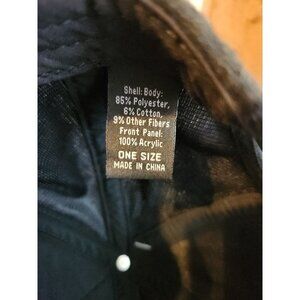 Shell: Body:
85% Polyester,
6% Cotton,
9% Other Fibers
Front Panel:
100% Acrylic
ONE SIZE
MADE IN CHINA